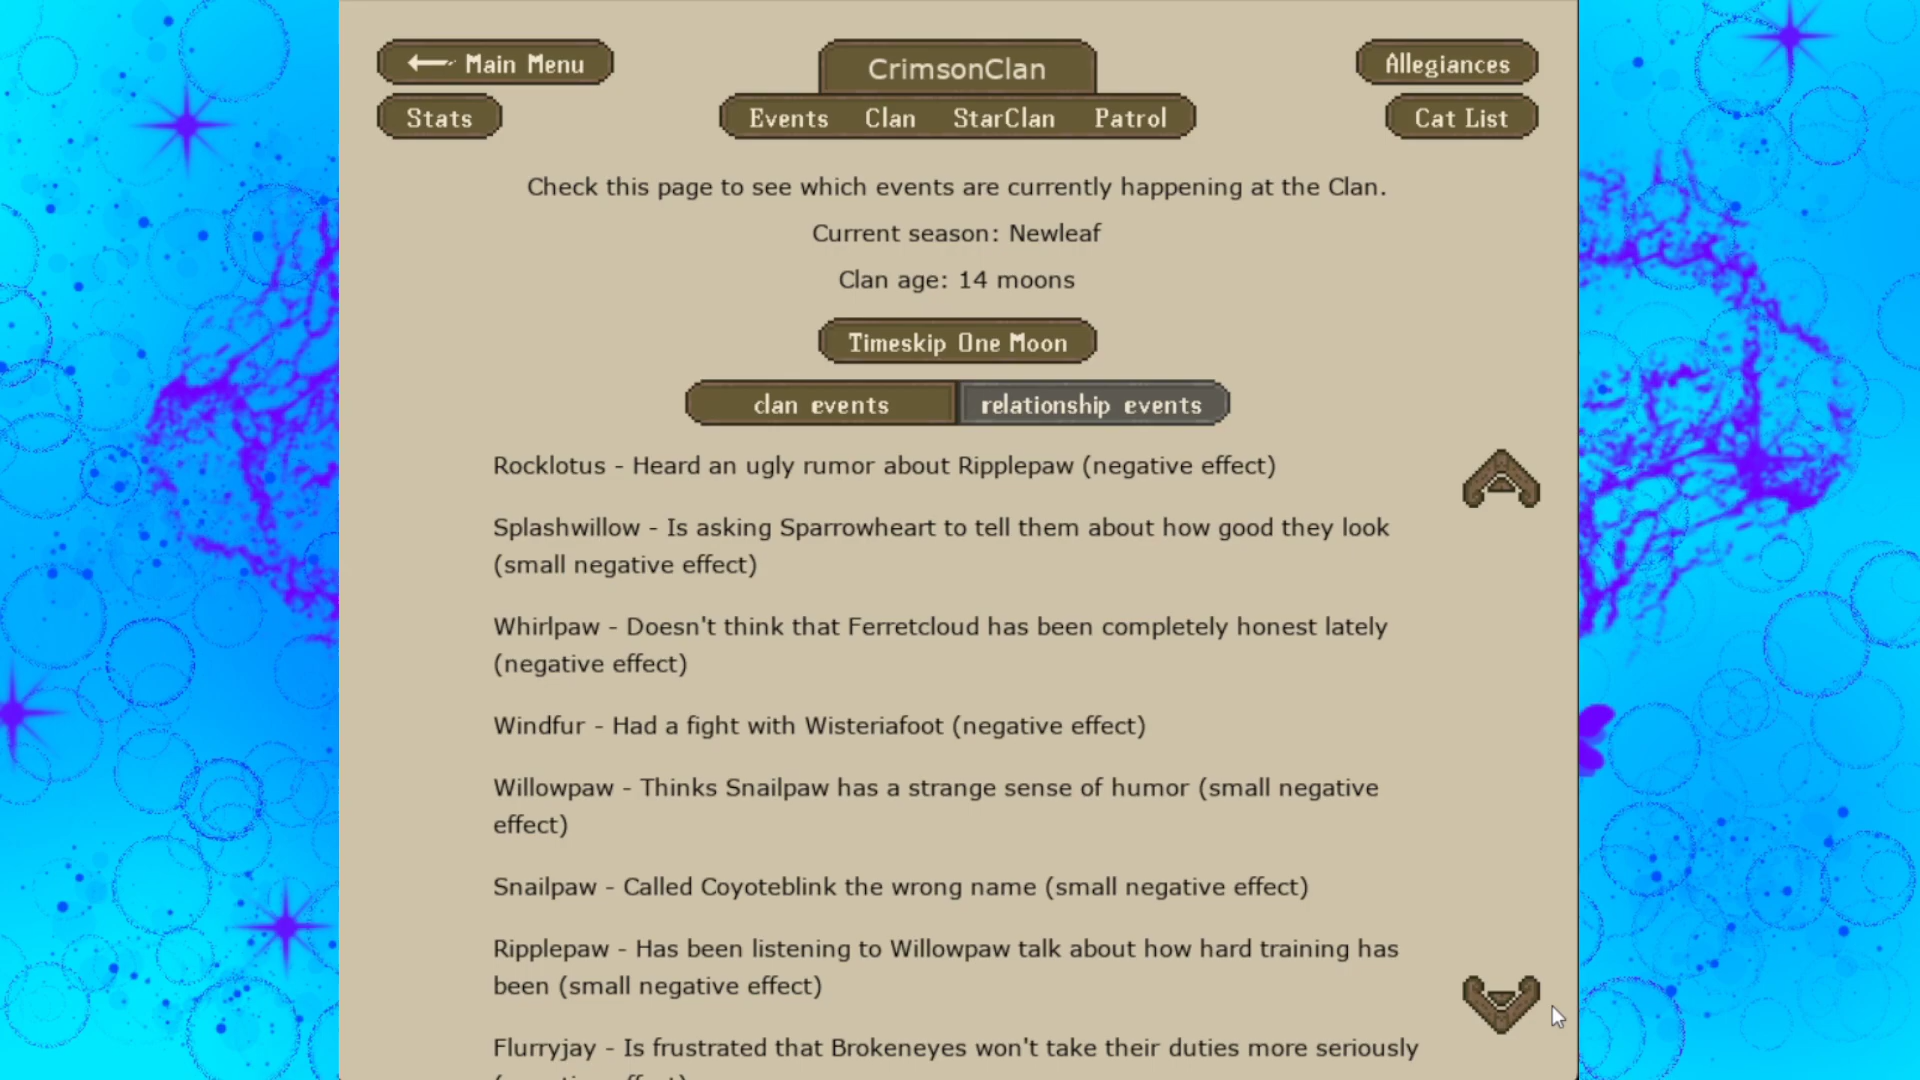 Main Menu
CrimsonClan
Allegiances
Stats
Events Clan StarClan Patrol
Cat List
Check this page to see which events are currently happening at the Clan.
Current season: Newleaf
Clan age: 14 moons
Timeskip One Moon
clan events
relationship events
Rocklotus - Heard an ugly rumor about Ripplepaw (negative effect)
Splashwillow - Is asking Sparrowheart to tell them about how good they look
(small negative effect)
Whirlpaw - Doesn't think that Ferretcloud has been completely honest lately
(negative effect)
Windfur - Had a fight with Wisteriafoot (negative effect)
Willowpaw - Thinks Snailpaw has a strange sense of humor (small negative
effect)
Snailpaw - Called Coyoteblink the wrong name (small negative effect)
Ripplepaw - Has been listening to Willowpaw talk about how hard training has
been (small negative effect)
Flurryjay - Is frustrated that Brokeneyes won't take their duties more seriously